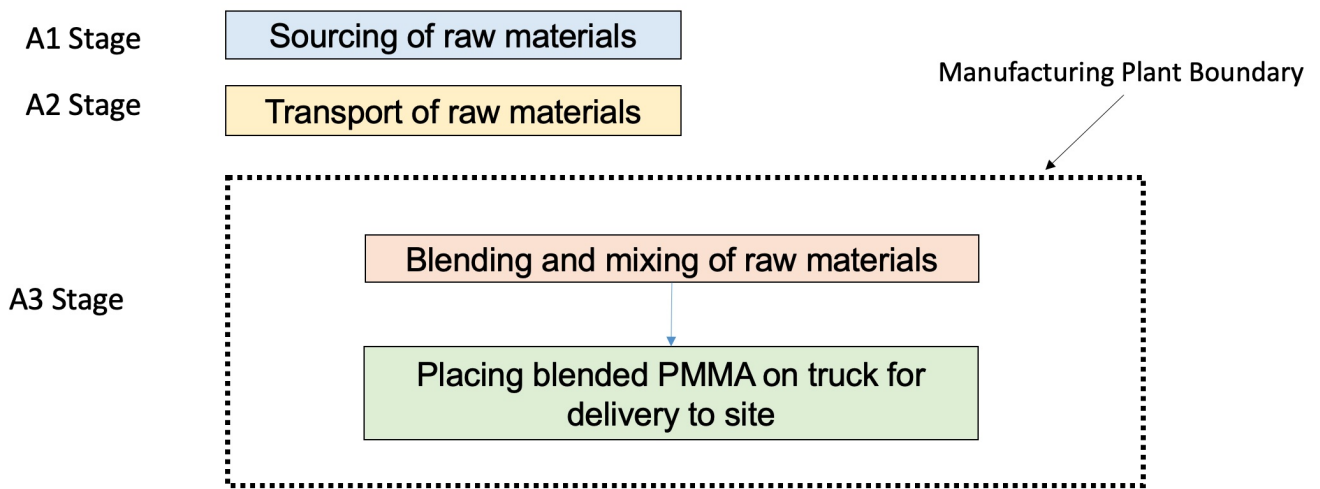 A1 Stage
Sourcing of raw materials
Manufacturing Plant Boundary
A2 Stage
Transport of raw materials
Blending and mixing of raw materials
A3 Stage
Placing blended PMMA on truck for
delivery to site